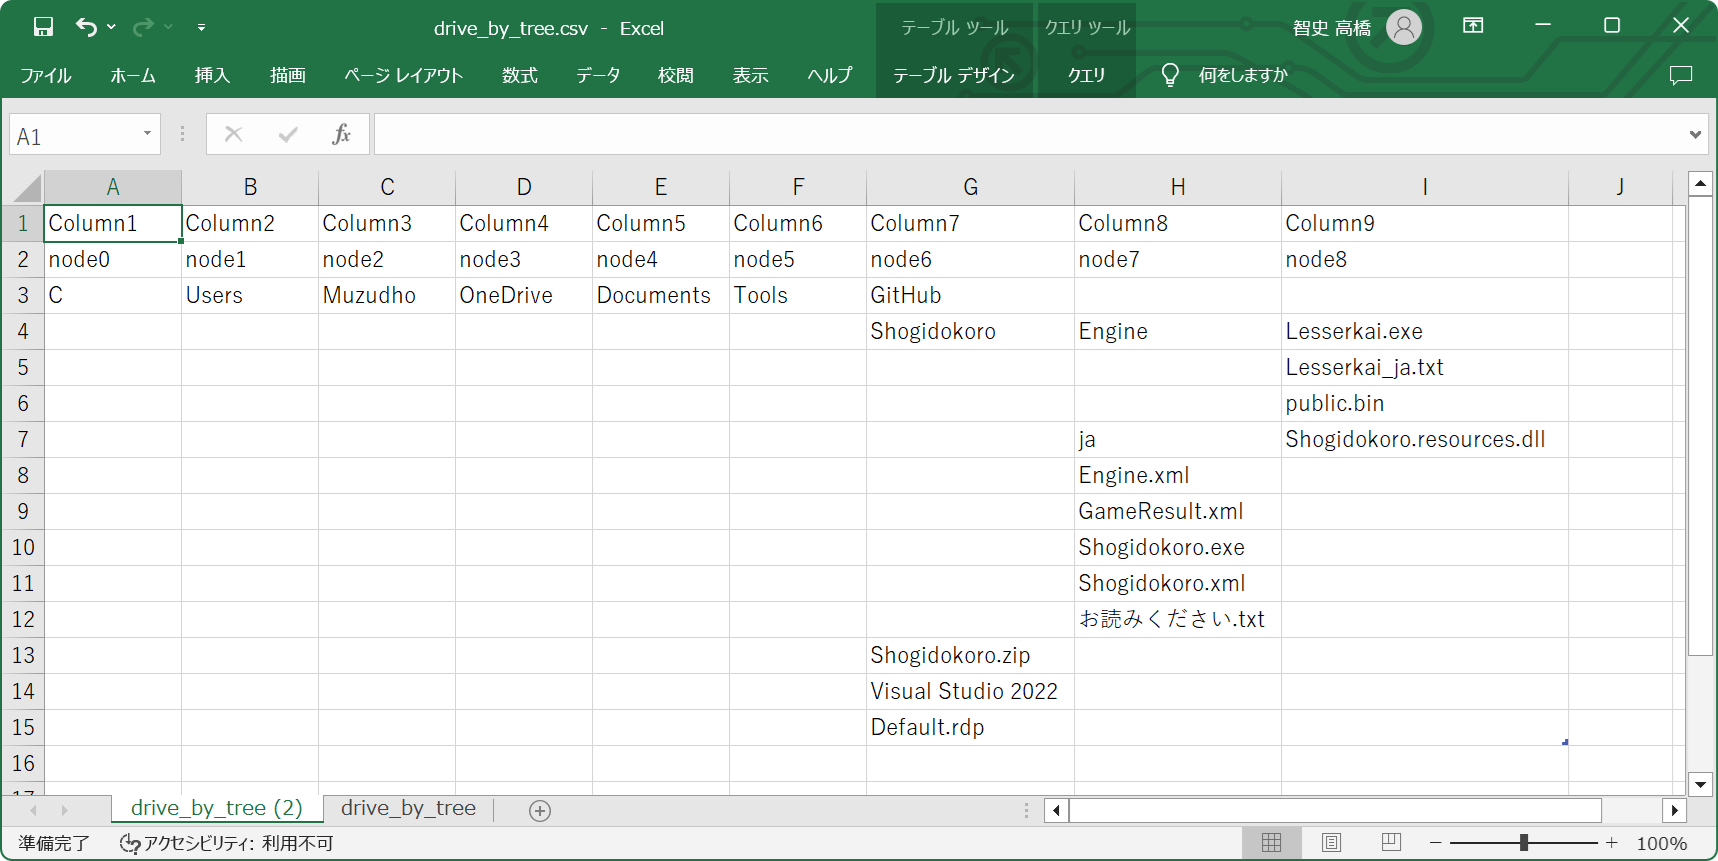 drive_by_tree.csv - Excel
テーブル ツール クエリ ツール
智史 高橋
ファイル ホーム 挿入 描画 ページ レイアウト 数式 データ 校閲 表示 ヘルプ テーブル デザイン クエリ 何をしますか
A1 fx
A B C D E F G H I J
1 Column1 Column2 Column3 Column4 Column5 Column6 Column7 Column8 Column9
2 node0 node1 node2 node3 node4 node5 node6 node7 node8
3 C Users Muzudho OneDrive Documents Tools GitHub
4 Shogidokoro Engine Lesserkai.exe
5 Lesserkai_ja.txt
6 public.bin
7 ja Shogidokoro.resources.dll
8 Engine.xml
9 GameResult.xml
10 Shogidokoro.exe
11 Shogidokoro.xml
12 お読みください.txt
13 Shogidokoro.zip
14 Visual Studio 2022
15 Default.rdp
16
17
drive_by_tree (2) drive_by_tree
準備完了 アクセシビリティ: 利用不可 100%